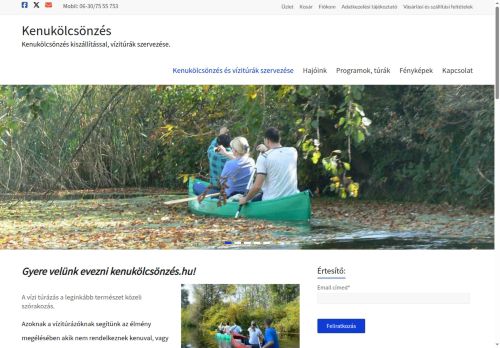 Mobil: 06-30/75 55 753
Üzlet Kosár Fiókom Adatkezelési tájékoztató Vásárlási és szállítási feltételek
Kenukölcsönzés
Kenukölcsönzés kiszállítással, vízitúrák szervezése.
Kenukölcsönzés és vízitúrák szervezése Hajóink Programok, túrák Fényképek Kapcsolat
Gyere velünk evezni kenukölcsönzés.hu!
A vízi túrázás a leginkább természet közeli
szórakozás.
Azoknak a vízitúrázóknak segítünk az élmény
megélésében akik nem rendelkeznek kenuval, vagy
Értesítő:
Email címed*
Feliratkozás